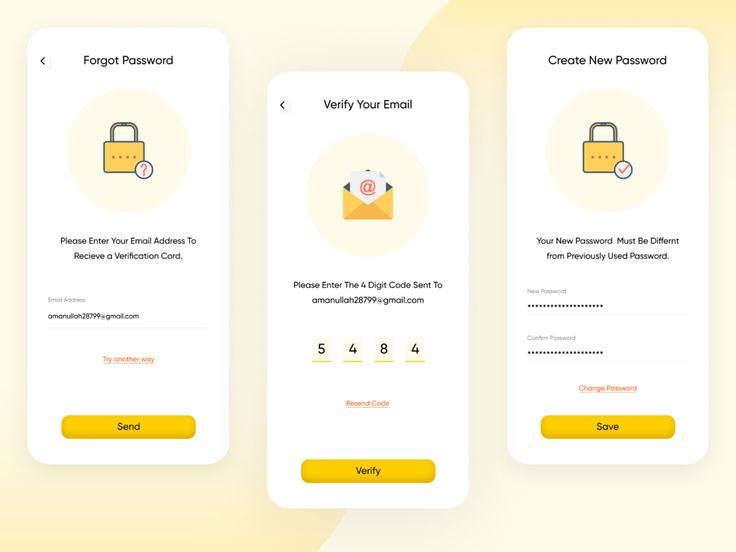 Forgot Password
Please Enter Your Email Address To
Recieve a Verification Cord.
Email Address
amanullah28799@gmail.com
Try another way
Send
Verify Your Email
@
Please Enter The 4 Digit Code Sent To
amanullah28799@gmail.com
5 4 8 4
Resend Code
Verify
Create New Password
Your New Password Must Be Differnt
from Previously Used Password.
New Password
••••••••••••••••••••
Confirm Password
••••••••••••••••••••
Change Password
Save